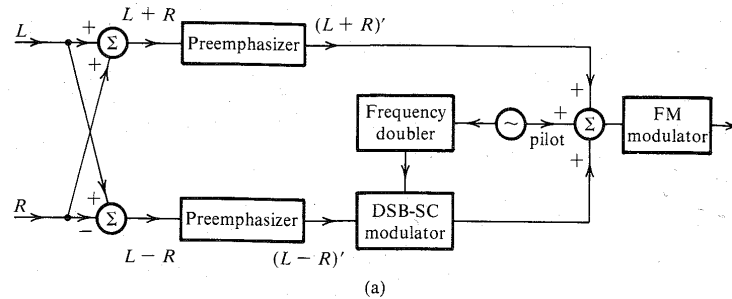 L + R
(L + R)′
L
+
Σ
+
Preemphasizer
+
Frequency
doubler
~
+
pilot
Σ
FM
modulator
+
R
+
Σ
−
Preemphasizer
DSB-SC
modulator
L − R
(L − R)′
(a)